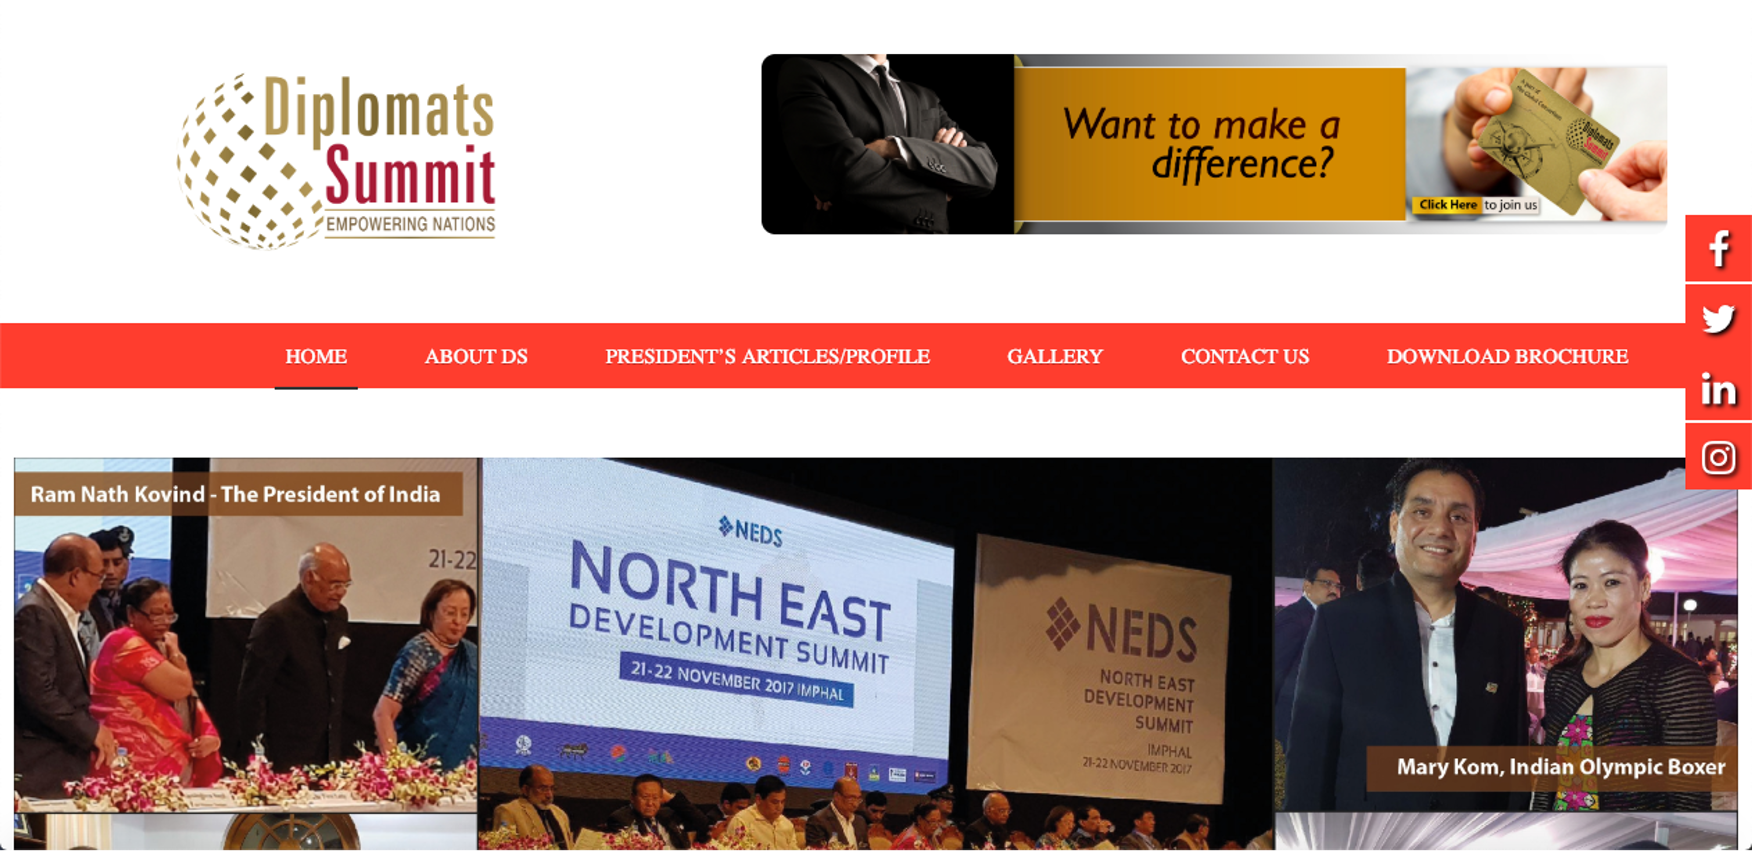 Diplomats
Summit
EMPOWERING NATIONS
Want to make a
difference?
Diplomats
Summit
Click Here to join us
HOME
ABOUT DS
PRESIDENT’S ARTICLES/PROFILE
GALLERY
CONTACT US
DOWNLOAD BROCHURE
Ram Nath Kovind - The President of India
21-22
NEDS
NORTH EAST
DEVELOPMENT SUMMIT
21-22 NOVEMBER 2017 IMPHAL
NEDS
NORTH EAST
DEVELOPMENT
SUMMIT
IMPHAL
21-22 NOVEMBER 2017
Mary Kom, Indian Olympic Boxer